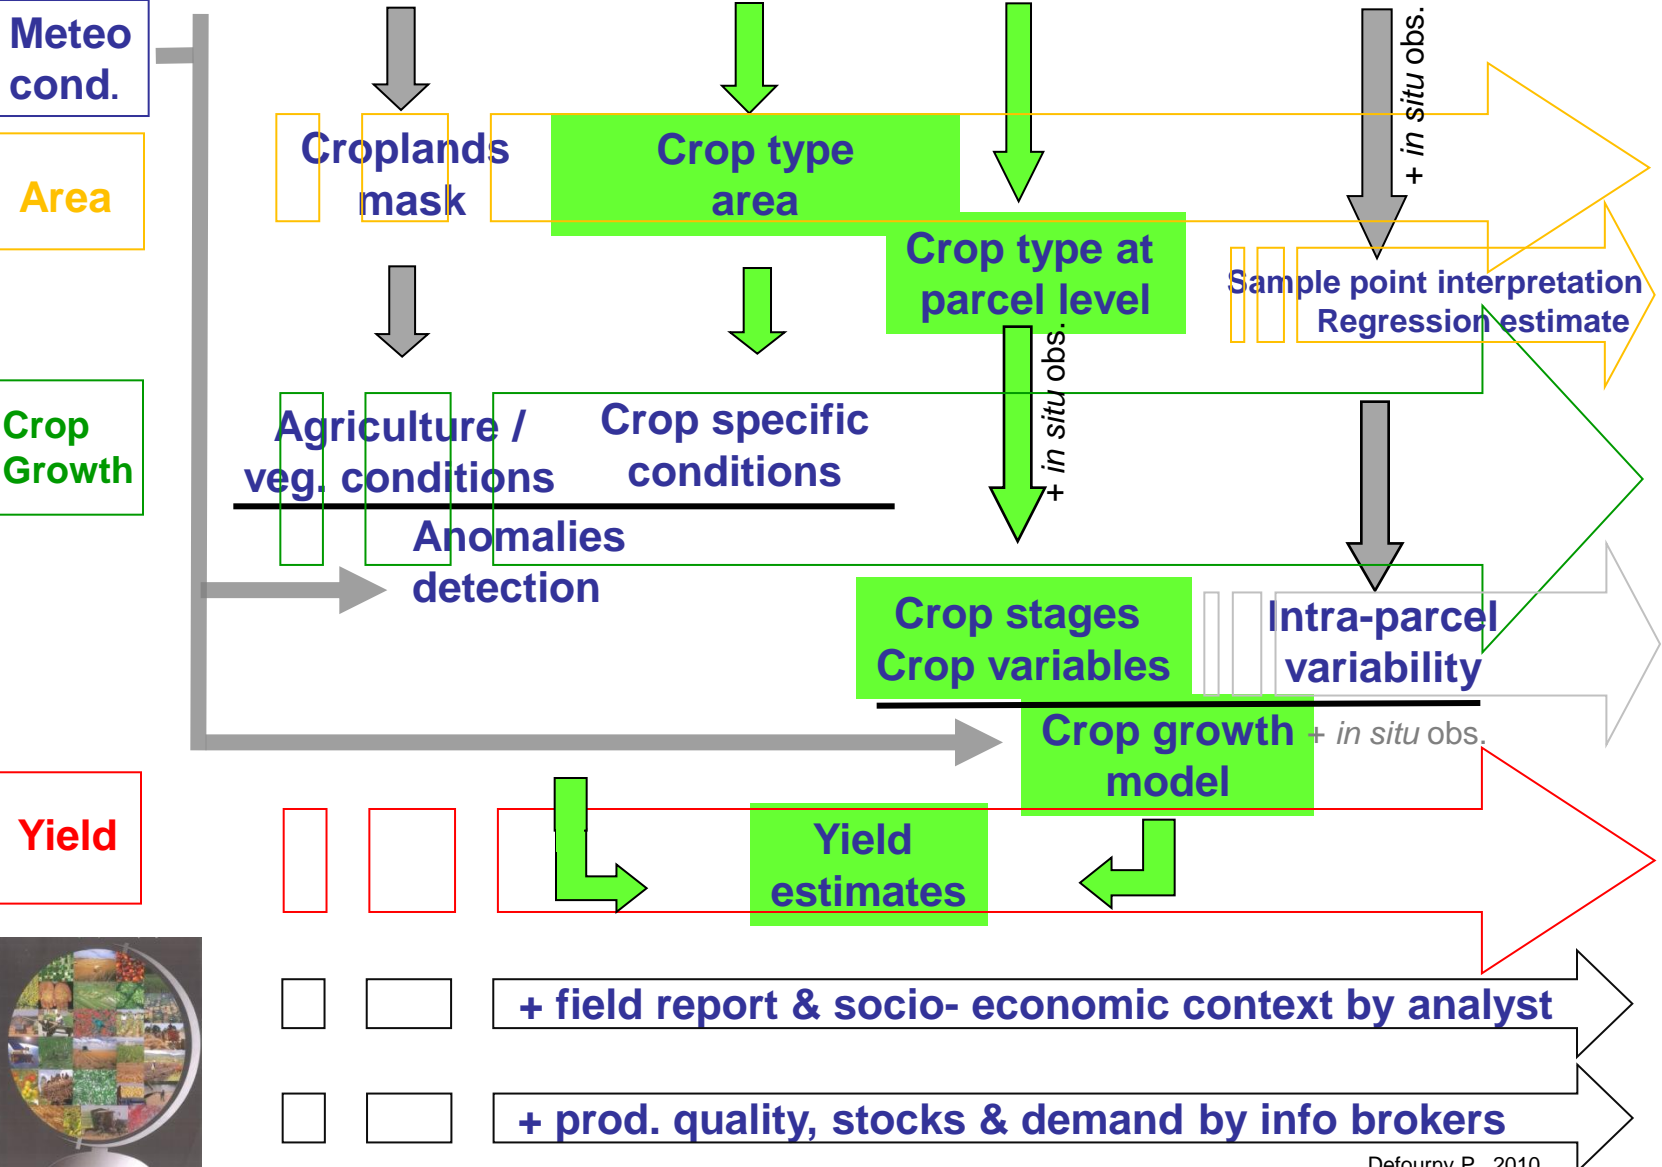 Meteo
cond.
+ in situ obs.
Area
Croplands
mask
Crop type
area
Crop type at
parcel level
Sample point interpretation
Regression estimate
Crop
Growth
Agriculture /
veg. conditions
Crop specific
conditions
+ in situ obs.
Anomalies
detection
Crop stages
Crop variables
Intra-parcel
variability
Crop growth
model
+ in situ obs.
Yield
Yield
estimates
+ field report & socio- economic context by analyst
+ prod. quality, stocks & demand by info brokers
Defourny P., 2010